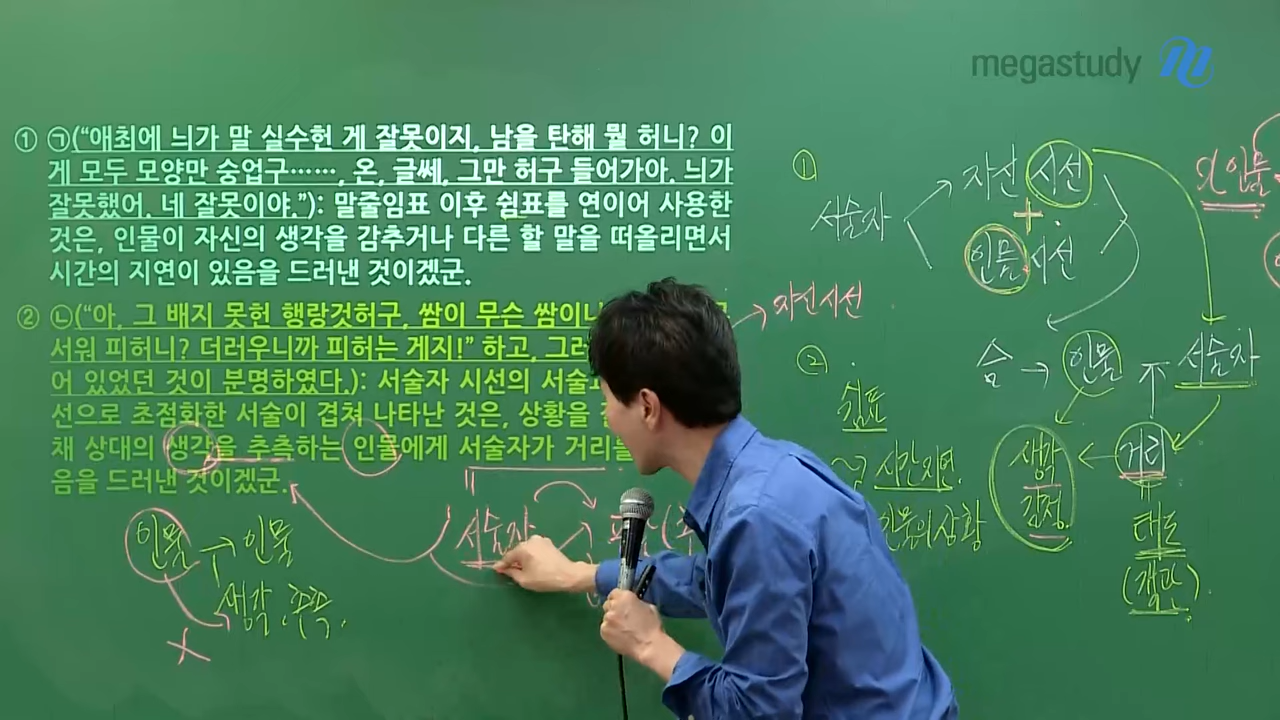 megastudy
① ㉠(“애최에 늬가 말 실수헌 게 잘못이지, 남을 탄해 뭘 허니? 이
게 모두 모양만 숭업구……, 온, 글쎄, 그만 허구 들어가아, 늬가
잘못했어, 네 잘못이야.”): 말줄임표 이후 쉼표를 연이어 사용한
것은, 인물이 자신의 생각을 감추거나 다른 할 말을 떠올리면서
시간의 지연이 있음을 드러낸 것이겠군.
② ㉡(“아, 그 배지 못헌 행랑것허구, 쌈이 무슨 쌈이
서워 피허니? 더러우니까 피허는 게지!” 하고,
어 있었던 것이 분명하였다.): 서술자 시선의
선으로 초점화한 서술이 겹쳐 나타난 것은, 상황을
채 상대의 생각을 추측하는 인물에게 서술자가 거리를
음을 드러낸 것이겠군.
인물 → 인물
생각
X
서술자
→ 자신시선
①
서술자
자신 시선
+
인물 시선
숨 → 인물
서술자
②
쉼표
시간지연
인물의 상황
생각
감정
← 거리
태도
(객관)
인물